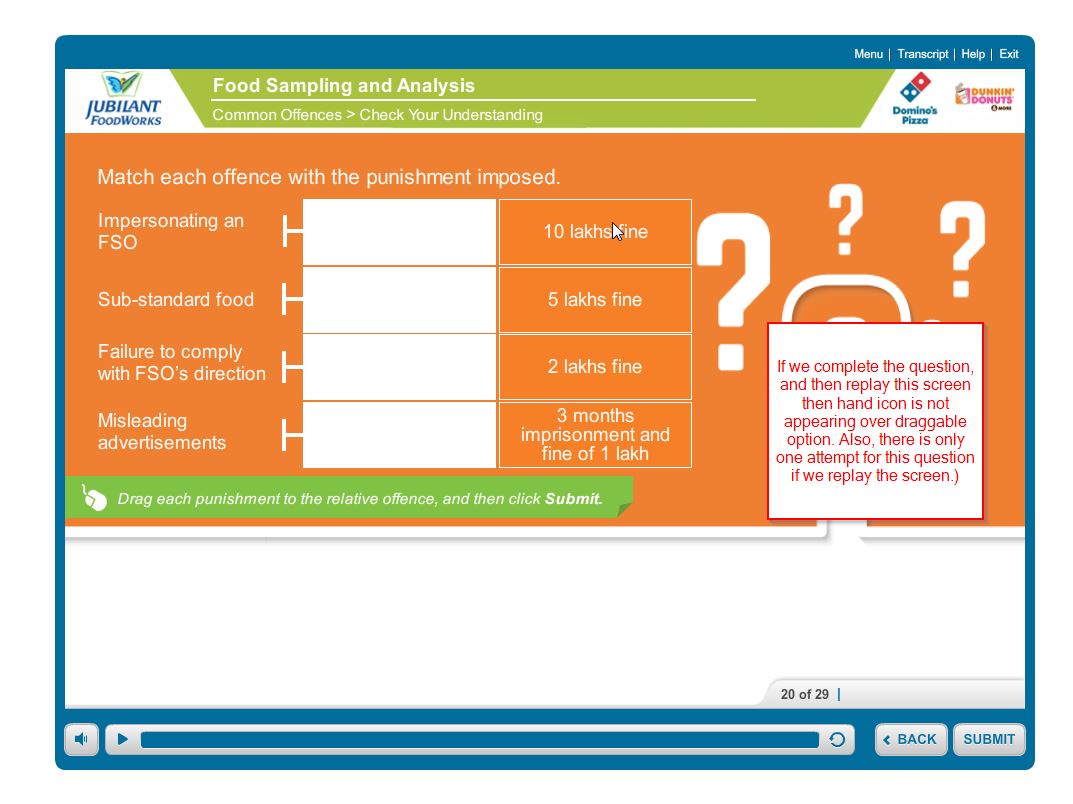 Menu | Transcript | Help | Exit
JUBILANT
FOODWORKS
Food Sampling and Analysis
Common Offences > Check Your Understanding
Domino's
Pizza
DUNKIN'
DONUTS
& MORE
Match each offence with the punishment imposed.
Impersonating an
FSO
10 lakhs fine
Sub-standard food
5 lakhs fine
Failure to comply
with FSO’s direction
2 lakhs fine
Misleading
advertisements
3 months
imprisonment and
fine of 1 lakh
If we complete the question,
and then replay this screen
then hand icon is not
appearing over draggable
option. Also, there is only
one attempt for this question
if we replay the screen.)
Drag each punishment to the relative offence, and then click Submit.
20 of 29 |
BACK
SUBMIT